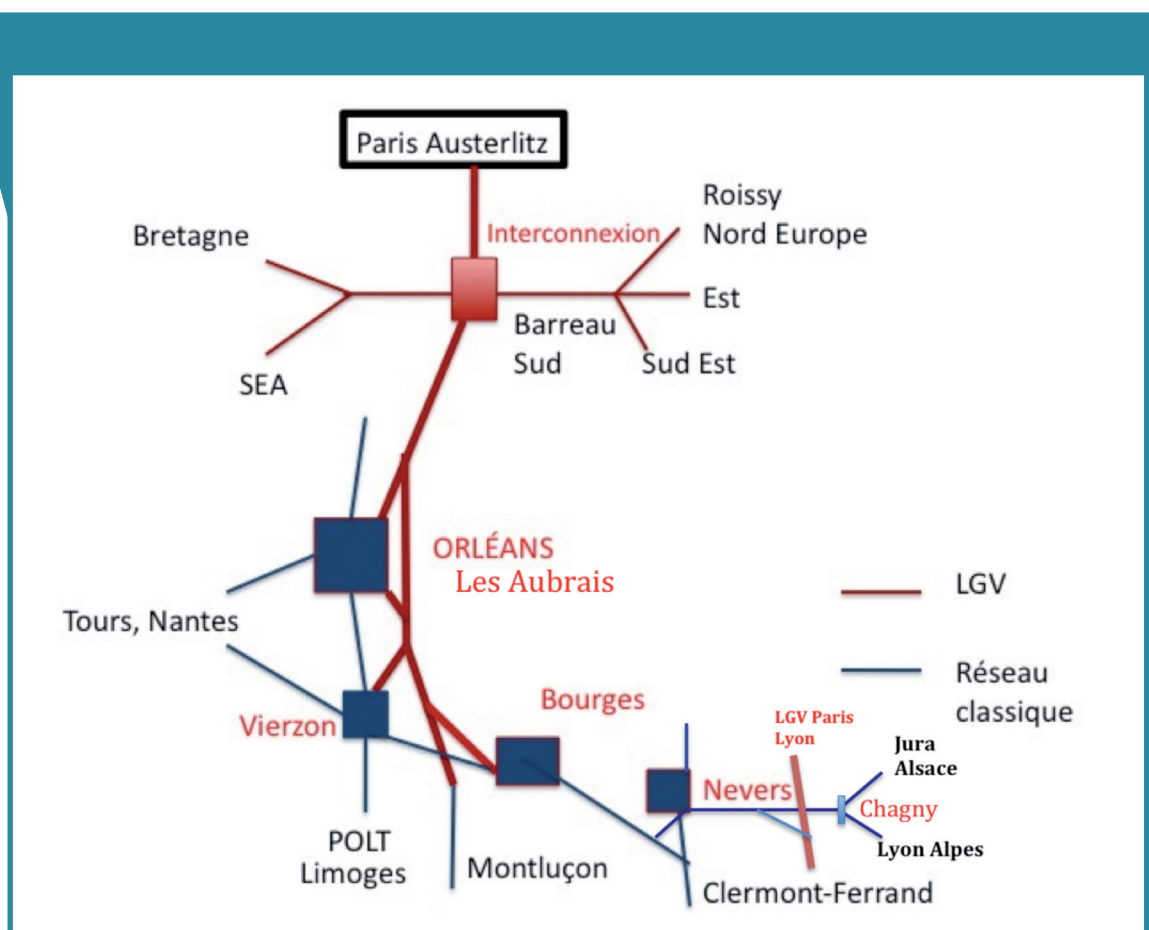 Paris Austerlitz
Roissy
Nord Europe
Bretagne
Interconnexion
Est
Barreau
Sud
Sud Est
SEA
ORLÉANS
Les Aubrais
LGV
Tours, Nantes
Réseau
classique
Bourges
Vierzon
LGV Paris
Lyon
Jura
Alsace
Nevers
Chagny
Lyon Alpes
POLT
Limoges
Montluçon
Clermont-Ferrand